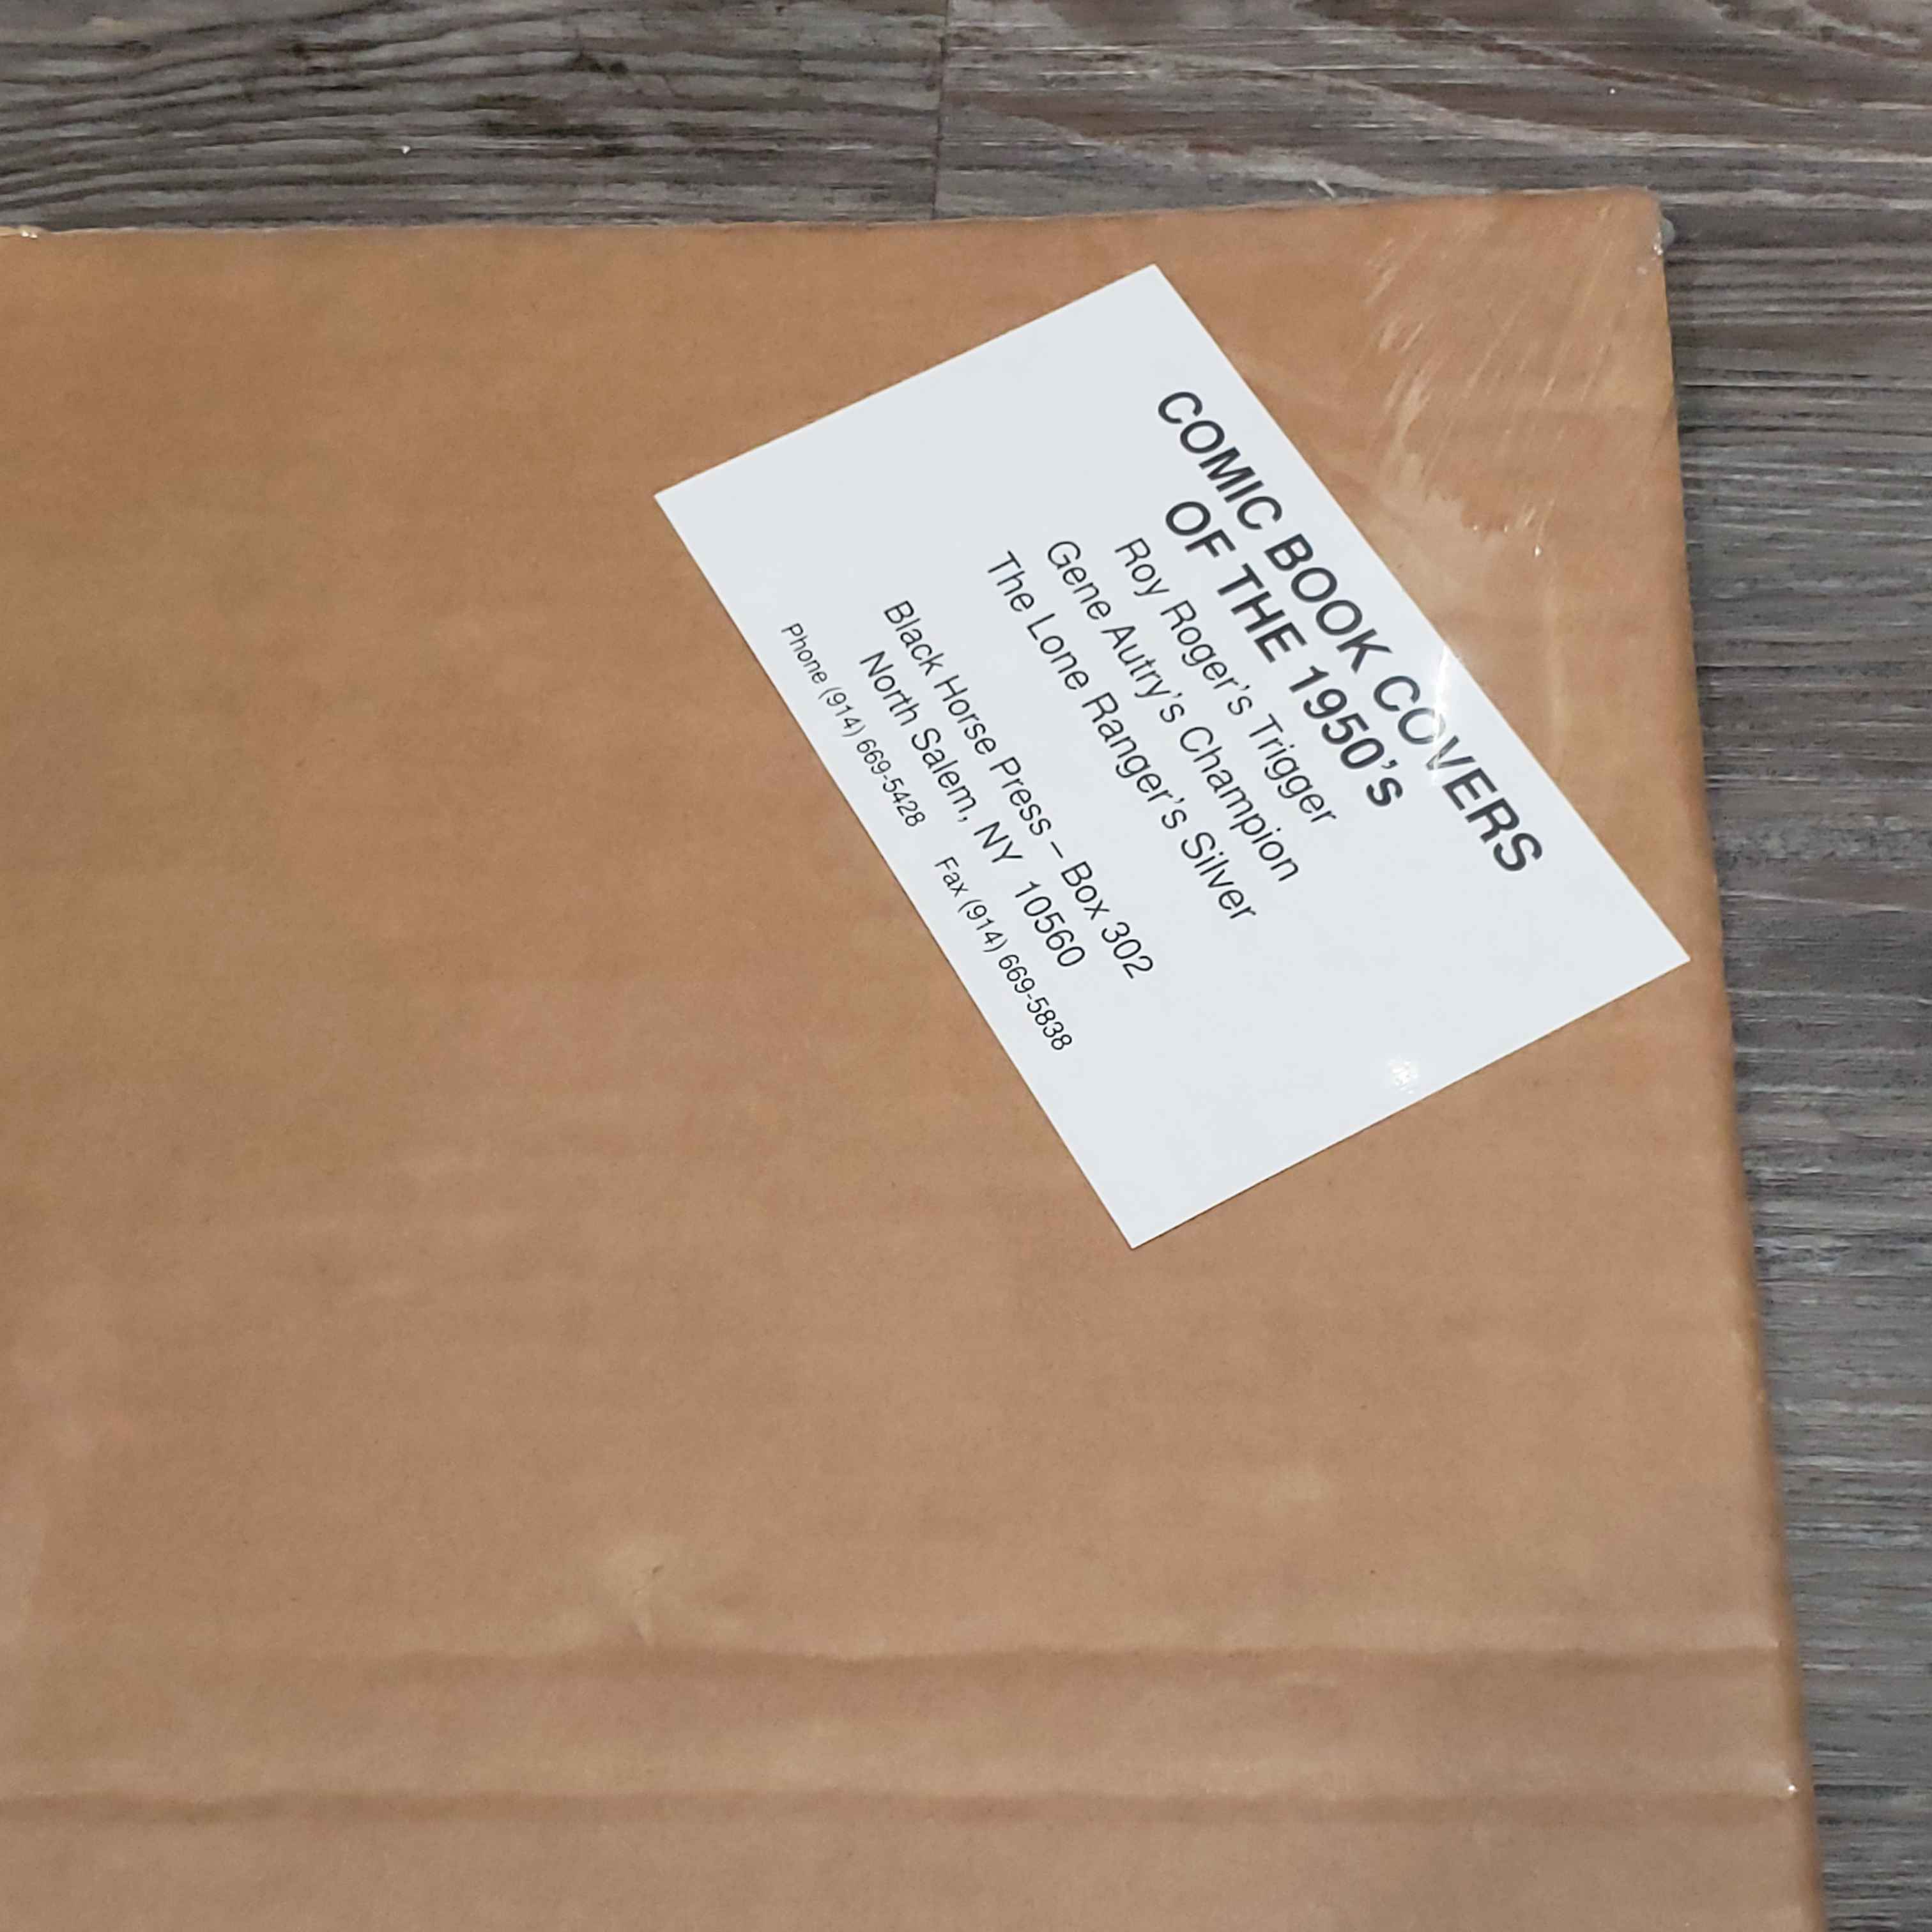 COMIC BOOK COVERS
OF THE 1950's
Roy Roger's Trigger
Gene Autry's Champion
The Lone Ranger's Silver
Black Horse Press – Box 302
North Salem, NY 10560
Phone (914) 669-5428 Fax (914) 669-5838